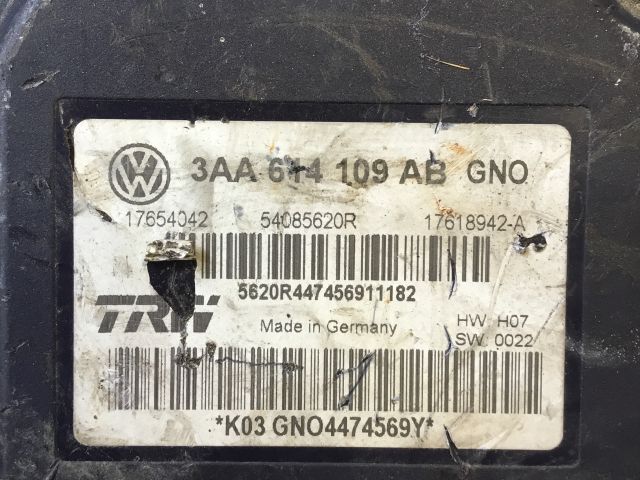 3AA 614 109 AB GNO
17654042 54085620R 17618942-A
5620R447456911182
TRW Made in Germany HW H07
SW 0022
*K03 GNO4474569Y*